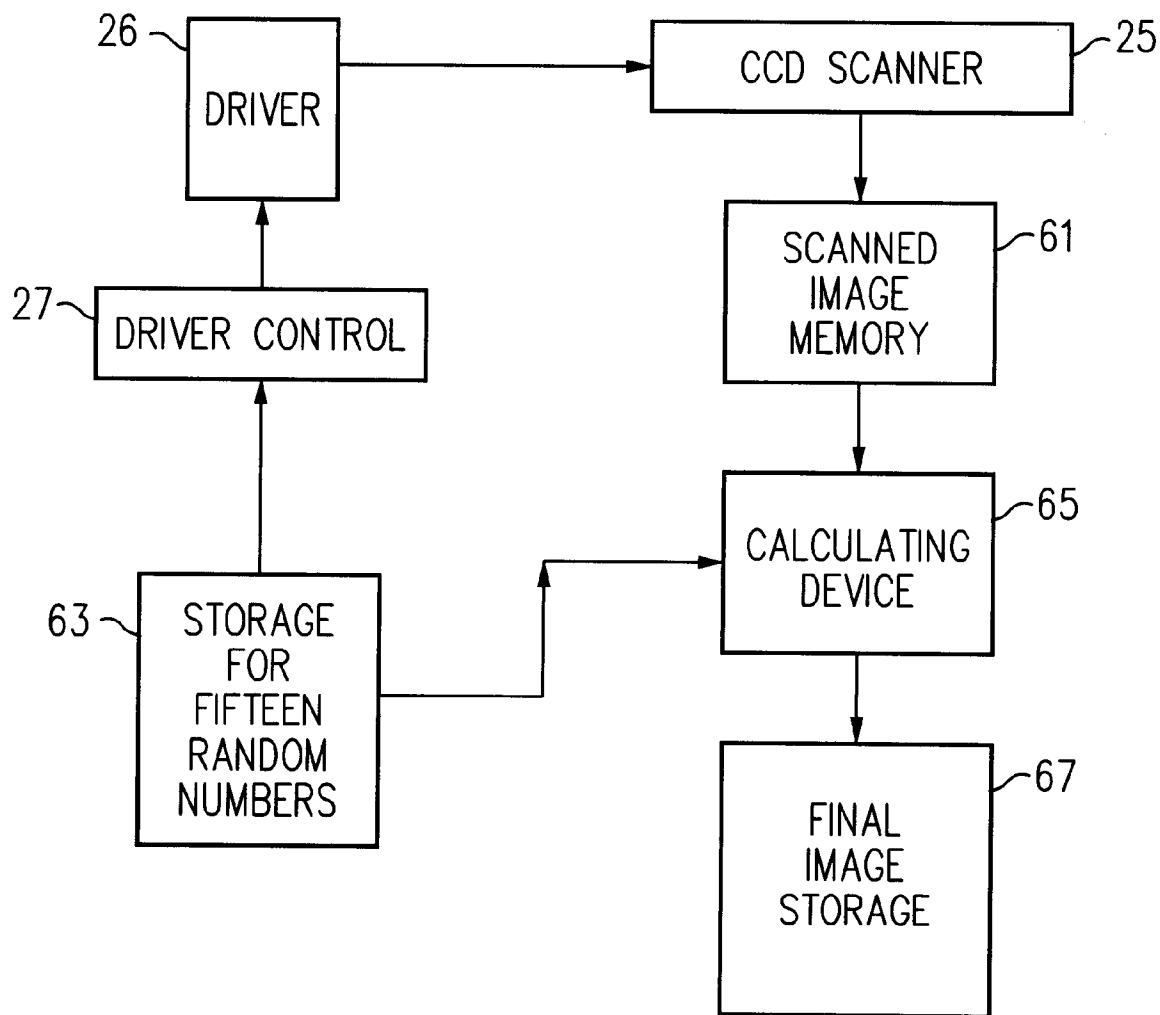 26
DRIVER
CCD SCANNER
25
SCANNED
IMAGE
MEMORY
61
27
DRIVER CONTROL
63
STORAGE
FOR
FIFTEEN
RANDOM
NUMBERS
CALCULATING
DEVICE
65
FINAL
IMAGE
STORAGE
67